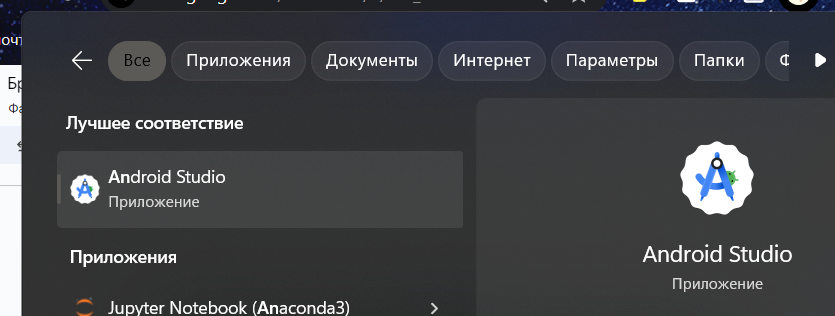 Все
Приложения
Документы
Интернет
Параметры
Папки
Лучшее соответствие
Android Studio
Приложение
Приложения
Jupyter Notebook (Anaconda3)
Android Studio
Приложение